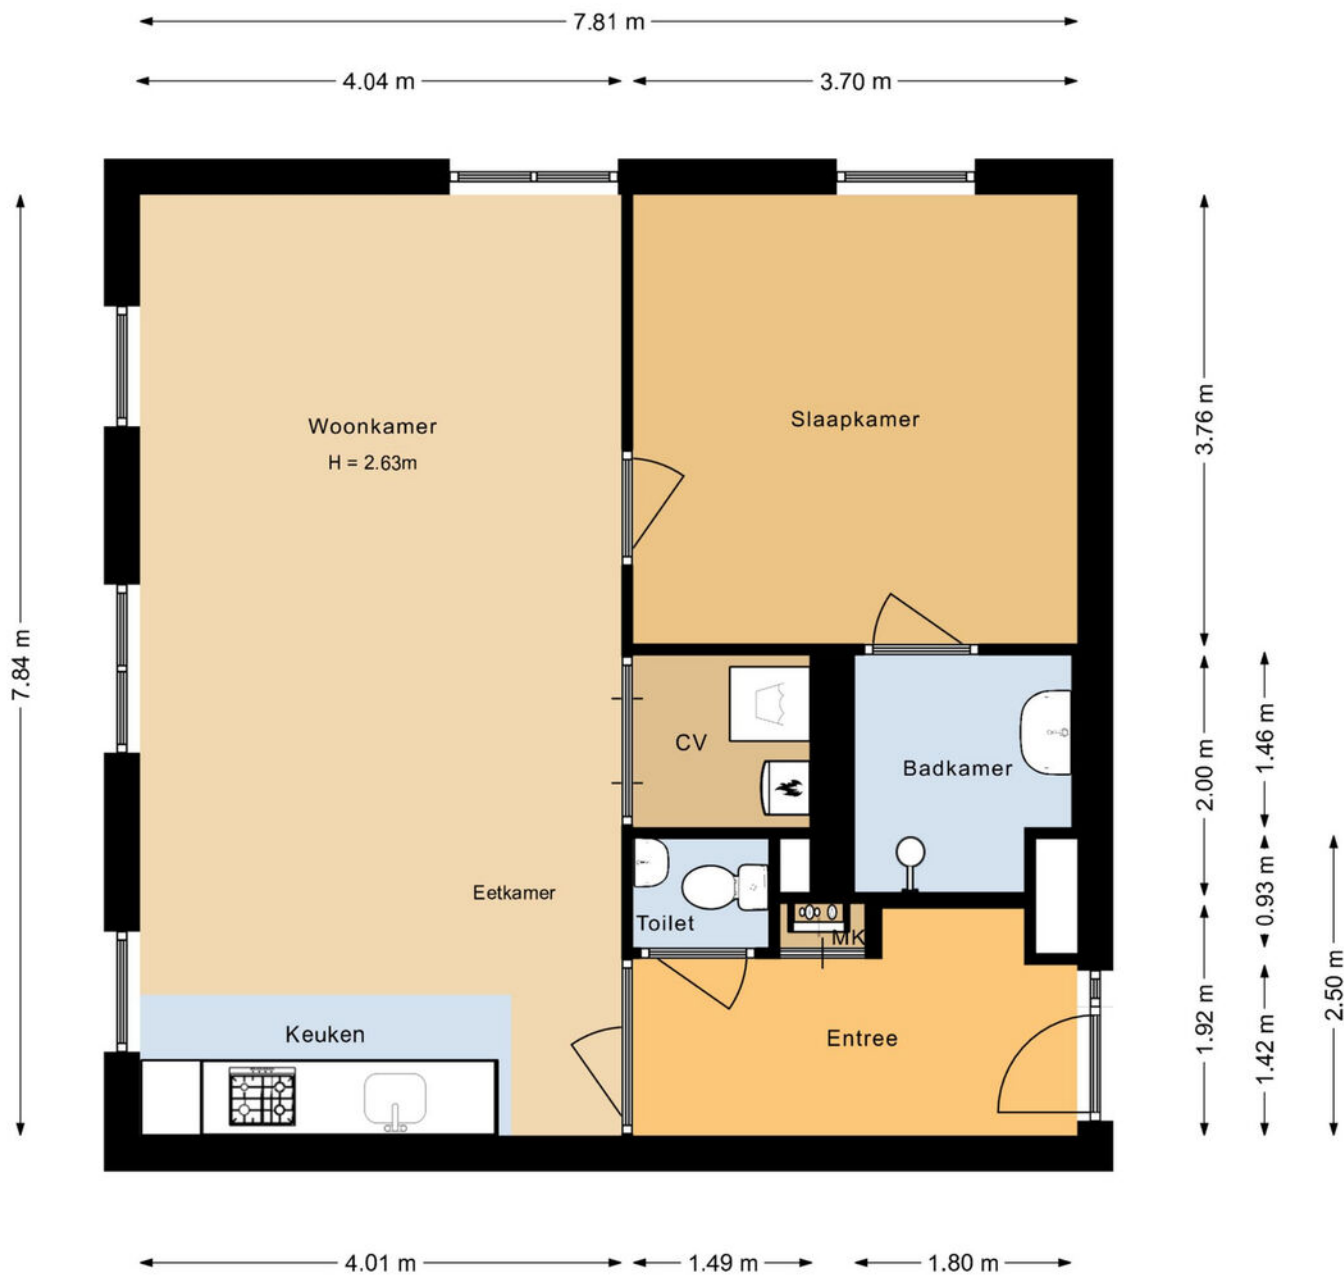 7.81 m
4.04 m
3.70 m
Woonkamer
H = 2.63m
Slaapkamer
3.76 m
7.84 m
CV
Badkamer
2.00 m
1.46 m
Eetkamer
Toilet
MK
0.93 m
Keuken
Entree
1.92 m
1.42 m
2.50 m
4.01 m
1.49 m
1.80 m